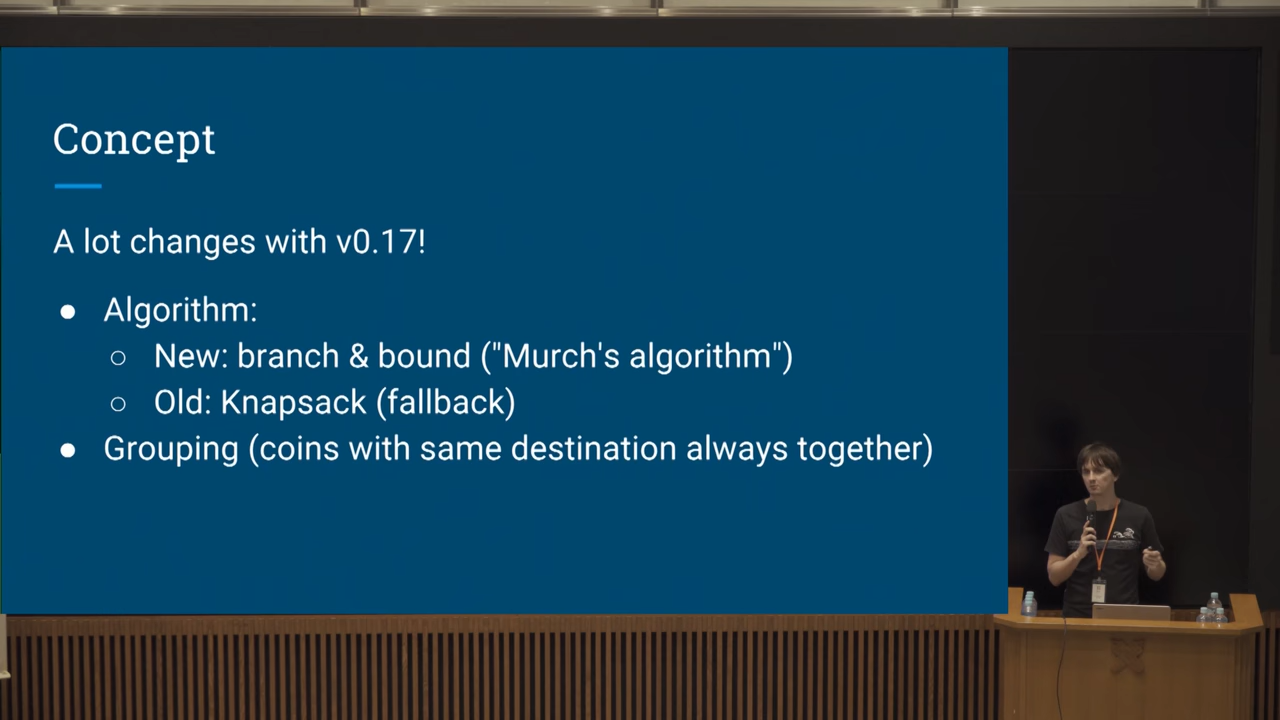 Concept
A lot changes with v0.17!
● Algorithm:
○ New: branch & bound ("Murch's algorithm")
○ Old: Knapsack (fallback)
● Grouping (coins with same destination always together)